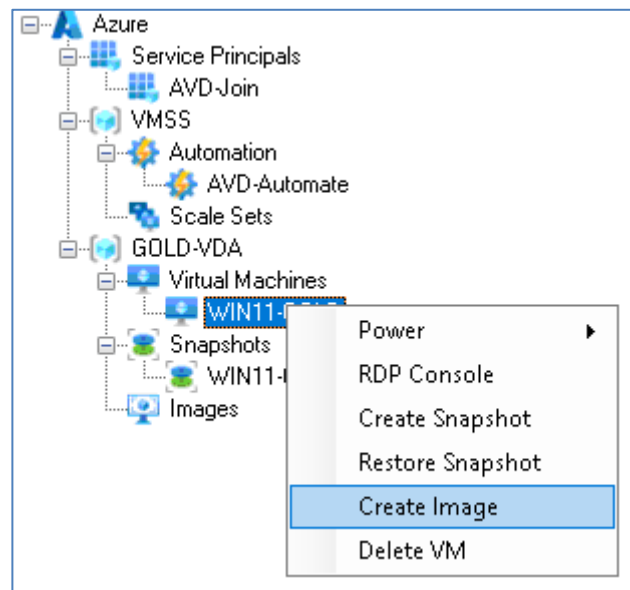 Azure
Service Principals
AVD-Join
VMSS
Automation
AVD-Automate
Scale Sets
GOLD-VDA
Virtual Machines
Snapshots
Images
Power
RDP Console
Create Snapshot
Restore Snapshot
Create Image
Delete VM